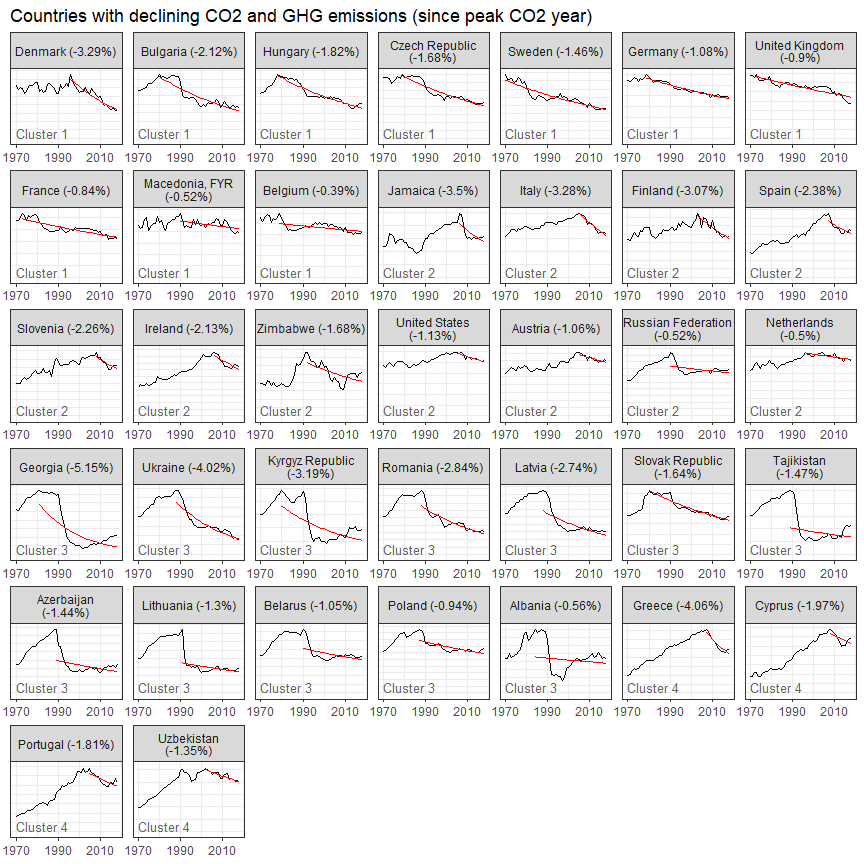 Countries with declining CO2 and GHG emissions (since peak CO2 year)
Denmark (-3.29%)
Bulgaria (-2.12%)
Hungary (-1.82%)
Czech Republic
(-1.68%)
Sweden (-1.46%)
Germany (-1.08%)
United Kingdom
(-0.9%)
Cluster 1
Cluster 1
Cluster 1
Cluster 1
Cluster 1
Cluster 1
Cluster 1
1970 1990 2010 1970 1990 2010 1970 1990 2010 1970 1990 2010 1970 1990 2010 1970 1990 2010 1970 1990 2010
France (-0.84%)
Macedonia, FYR
(-0.52%)
Belgium (-0.39%)
Jamaica (-3.5%)
Italy (-3.28%)
Finland (-3.07%)
Spain (-2.38%)
Cluster 1
Cluster 1
Cluster 1
Cluster 2
Cluster 2
Cluster 2
Cluster 2
1970 1990 2010 1970 1990 2010 1970 1990 2010 1970 1990 2010 1970 1990 2010 1970 1990 2010 1970 1990 2010
Slovenia (-2.26%)
Ireland (-2.13%)
Zimbabwe (-1.68%)
United States
(-1.13%)
Austria (-1.06%)
Russian Federation
(-0.52%)
Netherlands
(-0.5%)
Cluster 2
Cluster 2
Cluster 2
Cluster 2
Cluster 2
Cluster 2
Cluster 2
1970 1990 2010 1970 1990 2010 1970 1990 2010 1970 1990 2010 1970 1990 2010 1970 1990 2010 1970 1990 2010
Georgia (-5.15%)
Ukraine (-4.02%)
Kyrgyz Republic
(-3.19%)
Romania (-2.84%)
Latvia (-2.74%)
Slovak Republic
(-1.64%)
Tajikistan
(-1.47%)
Cluster 3
Cluster 3
Cluster 3
Cluster 3
Cluster 3
Cluster 3
Cluster 3
1970 1990 2010 1970 1990 2010 1970 1990 2010 1970 1990 2010 1970 1990 2010 1970 1990 2010 1970 1990 2010
Azerbaijan
(-1.44%)
Lithuania (-1.3%)
Belarus (-1.05%)
Poland (-0.94%)
Albania (-0.56%)
Greece (-4.06%)
Cyprus (-1.97%)
Cluster 3
Cluster 3
Cluster 3
Cluster 3
Cluster 3
Cluster 4
Cluster 4
1970 1990 2010 1970 1990 2010 1970 1990 2010 1970 1990 2010 1970 1990 2010 1970 1990 2010 1970 1990 2010
Portugal (-1.81%)
Uzbekistan
(-1.35%)
Cluster 4
Cluster 4
1970 1990 2010 1970 1990 2010